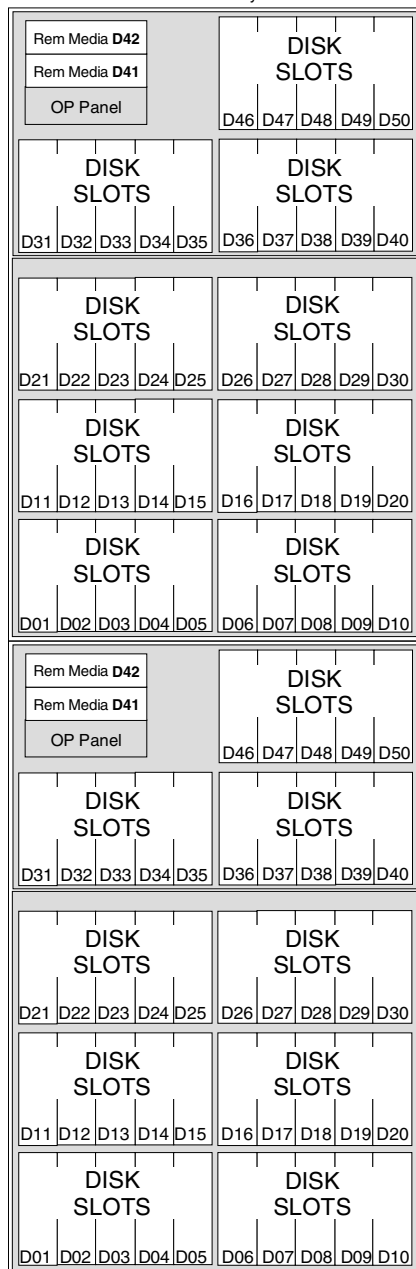 Rem Media D42
Rem Media D41
OP Panel
DISK
SLOTS
D46 D47 D48 D49 D50
DISK
SLOTS
D31 D32 D33 D34 D35
DISK
SLOTS
D36 D37 D38 D39 D40
DISK
SLOTS
D21 D22 D23 D24 D25
DISK
SLOTS
D26 D27 D28 D29 D30
DISK
SLOTS
D11 D12 D13 D14 D15
DISK
SLOTS
D16 D17 D18 D19 D20
DISK
SLOTS
D01 D02 D03 D04 D05
DISK
SLOTS
D06 D07 D08 D09 D10
Rem Media D42
Rem Media D41
OP Panel
DISK
SLOTS
D46 D47 D48 D49 D50
DISK
SLOTS
D31 D32 D33 D34 D35
DISK
SLOTS
D36 D37 D38 D39 D40
DISK
SLOTS
D21 D22 D23 D24 D25
DISK
SLOTS
D26 D27 D28 D29 D30
DISK
SLOTS
D11 D12 D13 D14 D15
DISK
SLOTS
D16 D17 D18 D19 D20
DISK
SLOTS
D01 D02 D03 D04 D05
DISK
SLOTS
D06 D07 D08 D09 D10